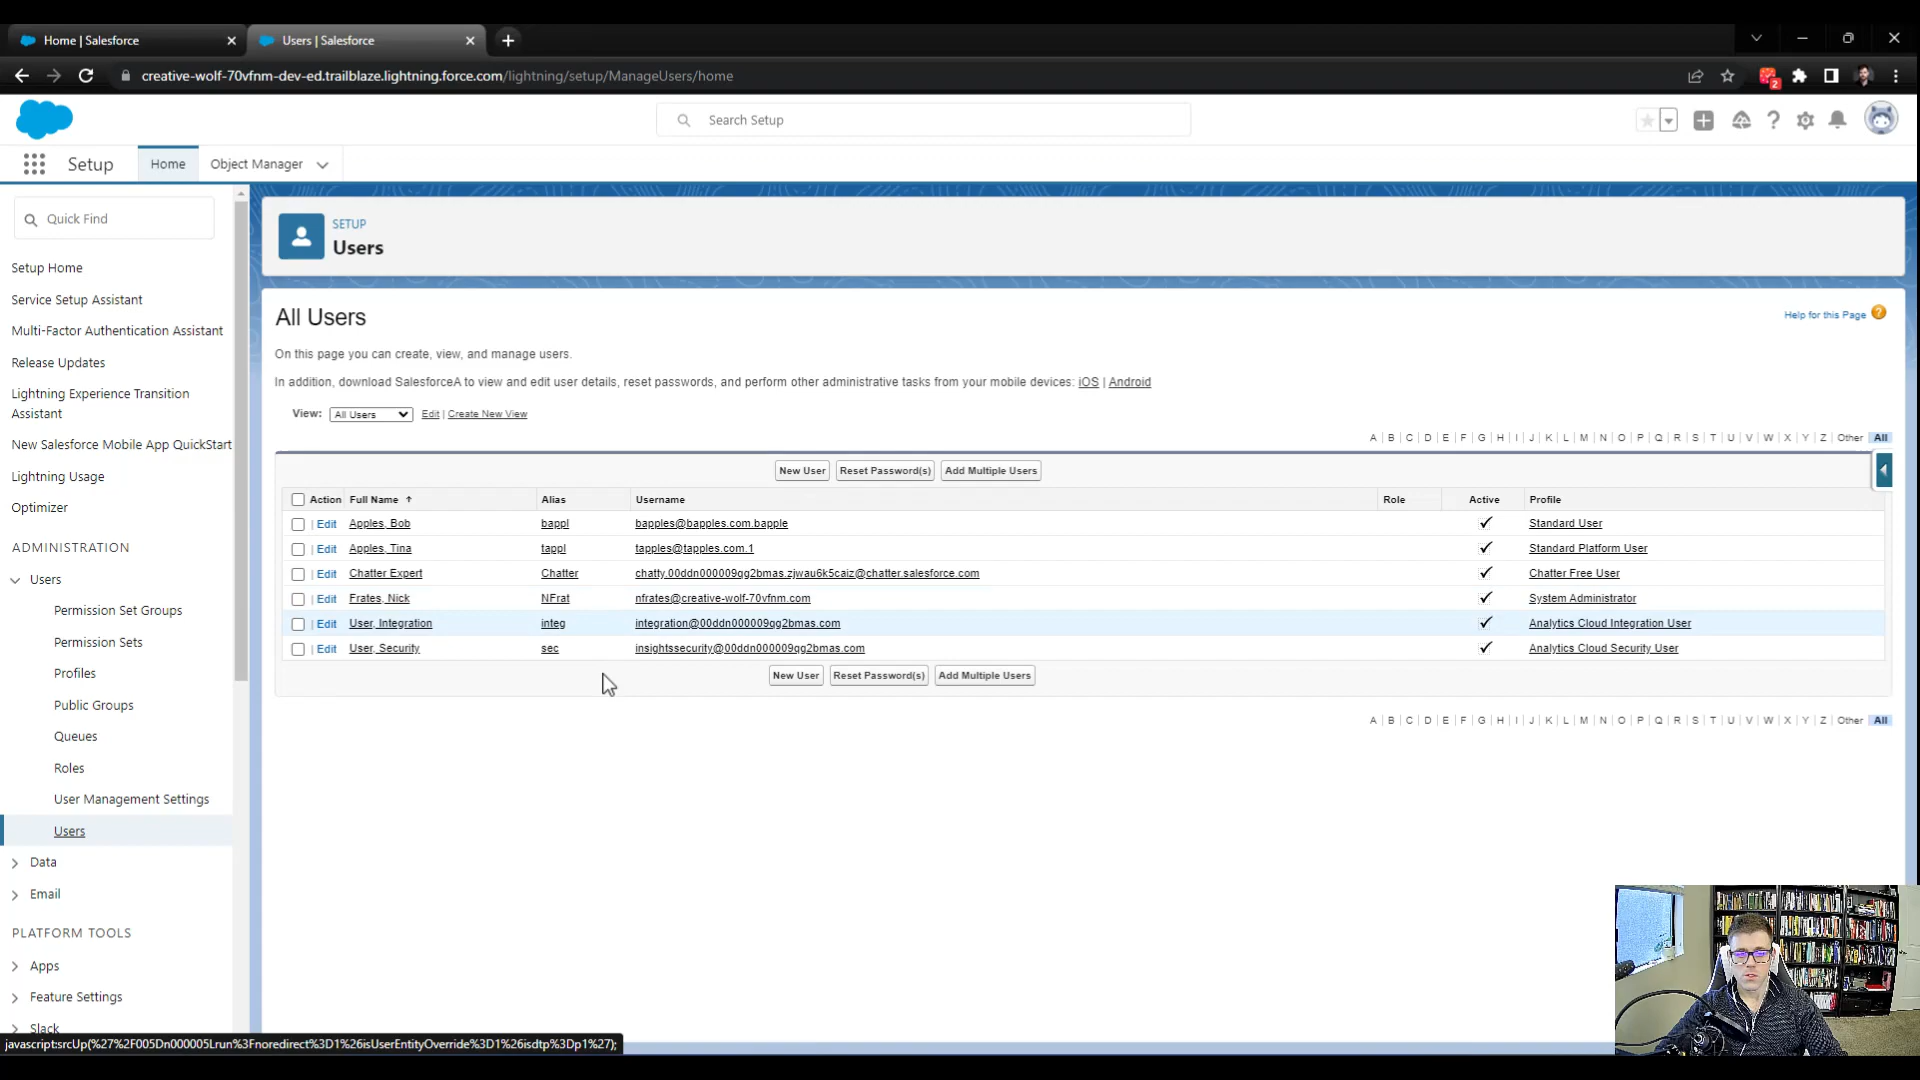 Home | Salesforce
Users | Salesforce
creative-wolf-70vfnm-dev-ed.trailblaze.lightning.force.com/lightning/setup/ManageUsers/home
2
Search Setup
Setup
Home
Object Manager
Quick Find
Setup Home
Service Setup Assistant
Multi-Factor Authentication Assistant
Release Updates
Lightning Experience Transition
Assistant
New Salesforce Mobile App QuickStart
Lightning Usage
Optimizer
ADMINISTRATION
Users
Permission Set Groups
Permission Sets
Profiles
Public Groups
Queues
Roles
User Management Settings
Users
Data
Email
PLATFORM TOOLS
Apps
Feature Settings
Slack
SETUP
Users
All Users
Help for this Page ?
On this page you can create, view, and manage users.
In addition, download SalesforceA to view and edit user details, reset passwords, and perform other administrative tasks from your mobile devices: iOS | Android
View: All Users Edit | Create New View
A | B | C | D | E | F | G | H | I | J | K | L | M | N | O | P | Q | R | S | T | U | V | W | X | Y | Z | Other All
New User Reset Password(s) Add Multiple Users
Action Full Name ↑ Alias Username Role Active Profile
| Edit Apples, Bob bappl bapples@bapples.com.bapple ✓ Standard User
| Edit Apples, Tina tappl tapples@tapples.com.1 ✓ Standard Platform User
| Edit Chatter Expert Chatter chatty.00ddn000009qg2bmas.zjwau6k5caiz@chatter.salesforce.com ✓ Chatter Free User
| Edit Frates, Nick NFrat nfrates@creative-wolf-70vfnm.com ✓ System Administrator
| Edit User, Integration integ integration@00ddn000009qg2bmas.com ✓ Analytics Cloud Integration User
| Edit User, Security sec insightssecurity@00ddn000009qg2bmas.com ✓ Analytics Cloud Security User
New User Reset Password(s) Add Multiple Users
A | B | C | D | E | F | G | H | I | J | K | L | M | N | O | P | Q | R | S | T | U | V | W | X | Y | Z | Other All
javascript:srcUp(%27%2F005Dn000005Lrun%3Fnoredirect%3D1%26isUserEntityOverride%3D1%26isdtp%3Dp1%27);